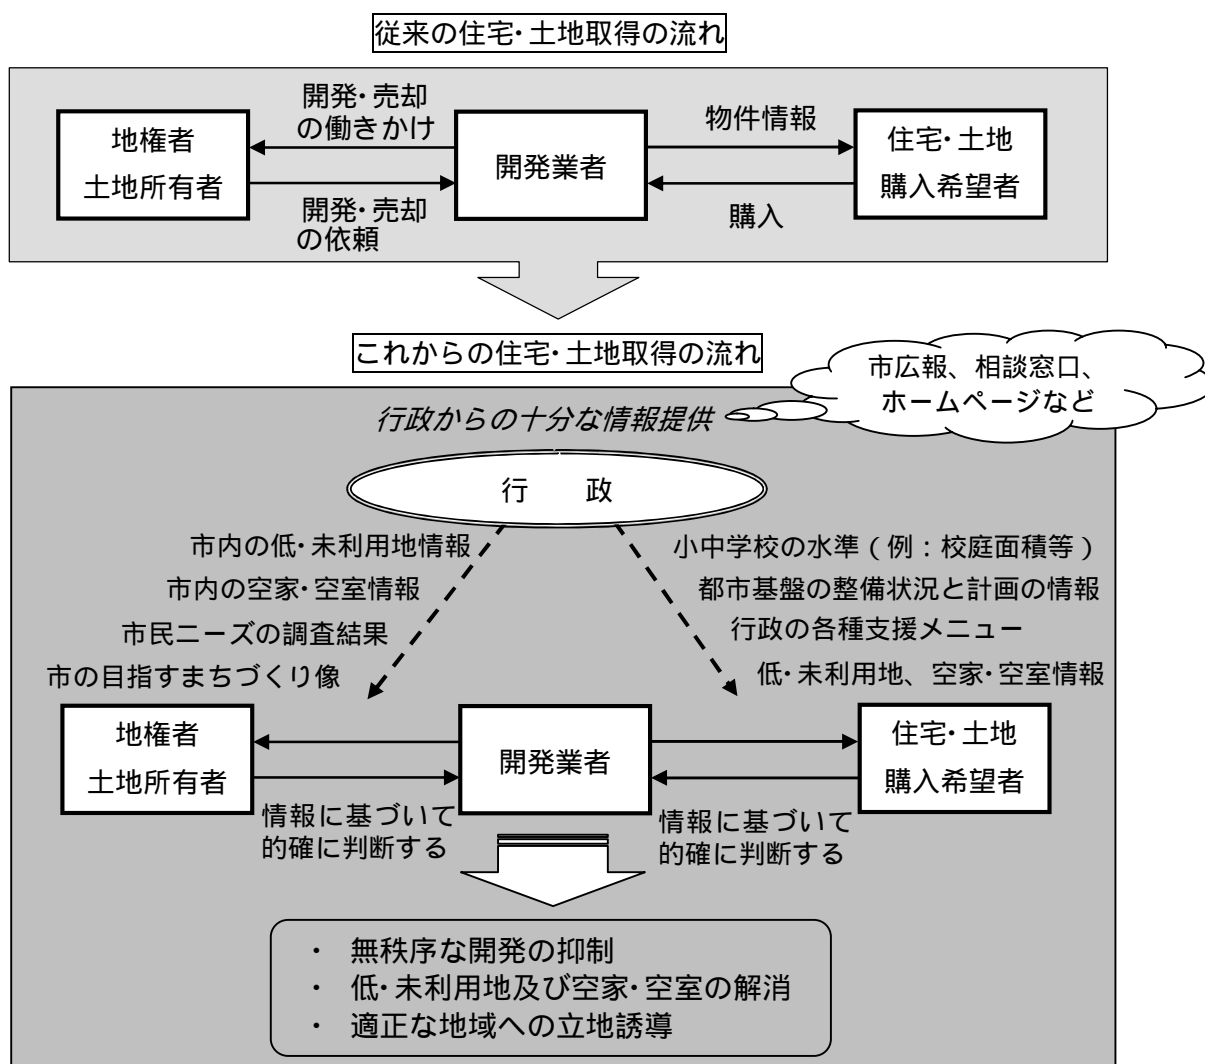 従来の住宅・土地取得の流れ
開発・売却
の働きかけ
地権者
土地所有者
開発業者
物件情報
住宅・土地
購入希望者
開発・売却
の依頼
購入
これからの住宅・土地取得の流れ
市広報、相談窓口、
ホームページなど
行政からの十分な情報提供
行　政
市内の低・未利用地情報
市内の空家・空室情報
市民ニーズの調査結果
市の目指すまちづくり像
小中学校の水準（例：校庭面積等）
都市基盤の整備状況と計画の情報
行政の各種支援メニュー
低・未利用地、空家・空室情報
地権者
土地所有者
開発業者
住宅・土地
購入希望者
情報に基づいて
的確に判断する
情報に基づいて
的確に判断する
・ 無秩序な開発の抑制
・ 低・未利用地及び空家・空室の解消
・ 適正な地域への立地誘導